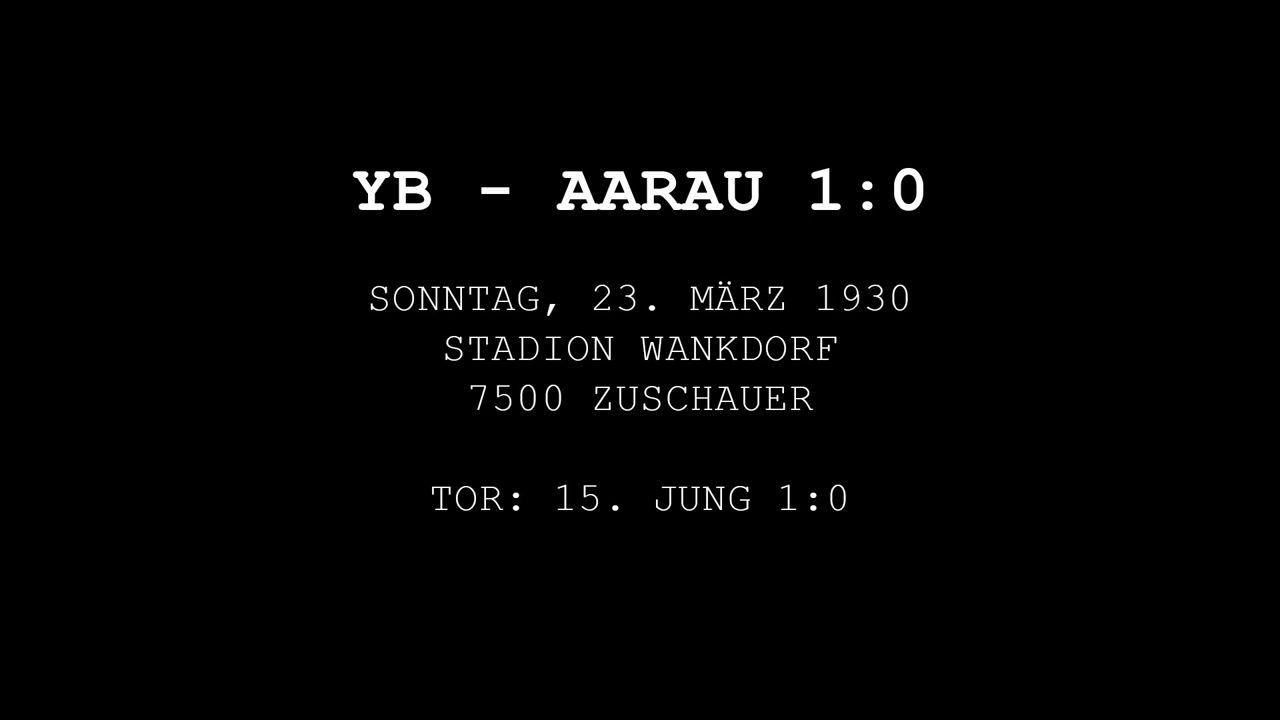 YB - AARAU 1:0
SONNTAG, 23. MÄRZ 1930
STADION WANKDORF
7500 ZUSCHAUER
TOR: 15. JUNG 1:0